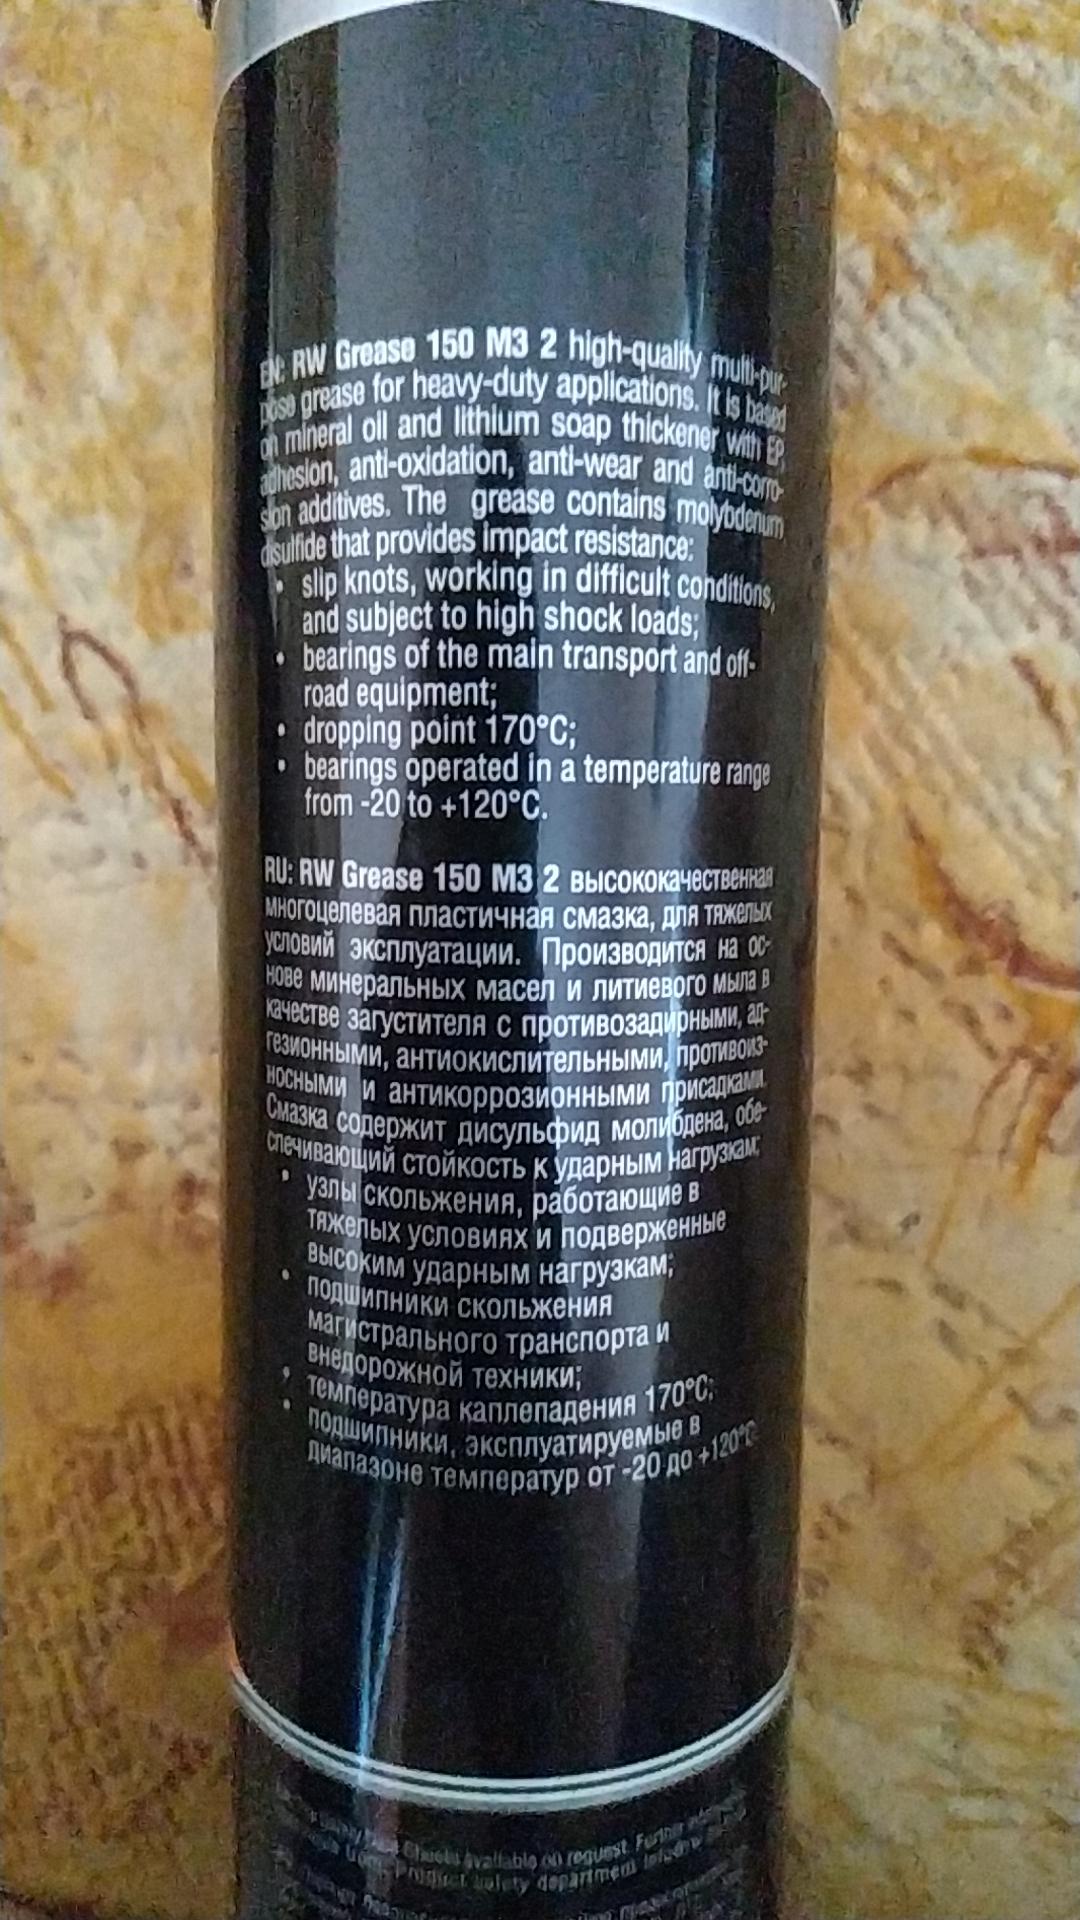 EN: RW Grease 150 M3 2 high-quality multi-pur-
pose grease for heavy-duty applications. It is based
on mineral oil and lithium soap thickener with EP,
adhesion, anti-oxidation, anti-wear and anti-corro-
sion additives. The grease contains molybdenum
disulfide that provides impact resistance:
• slip knots, working in difficult conditions,
and subject to high shock loads;
• bearings of the main transport and off-
road equipment;
• dropping point 170°C;
• bearings operated in a temperature range
from -20 to +120°C.
RU: RW Grease 150 M3 2 высококачественная
многоцелевая пластичная смазка, для тяжелых
условий эксплуатации. Производится на ос-
нове минеральных масел и литиевого мыла в
качестве загустителя с противозадирными, ад-
гезионными, антиокислительными, противоиз-
носными и антикоррозионными присадками.
Смазка содержит дисульфид молибдена, обе-
спечивающий стойкость к ударным нагрузкам:
• узлы скольжения, работающие в
тяжелых условиях и подверженные
высоким ударным нагрузкам;
• подшипники скольжения
магистрального транспорта и
внедорожной техники;
• температура каплепадения 170°C;
• подшипники, эксплуатируемые в
диапазоне температур от -20 до +120°C
available on request. Further
Product safety department